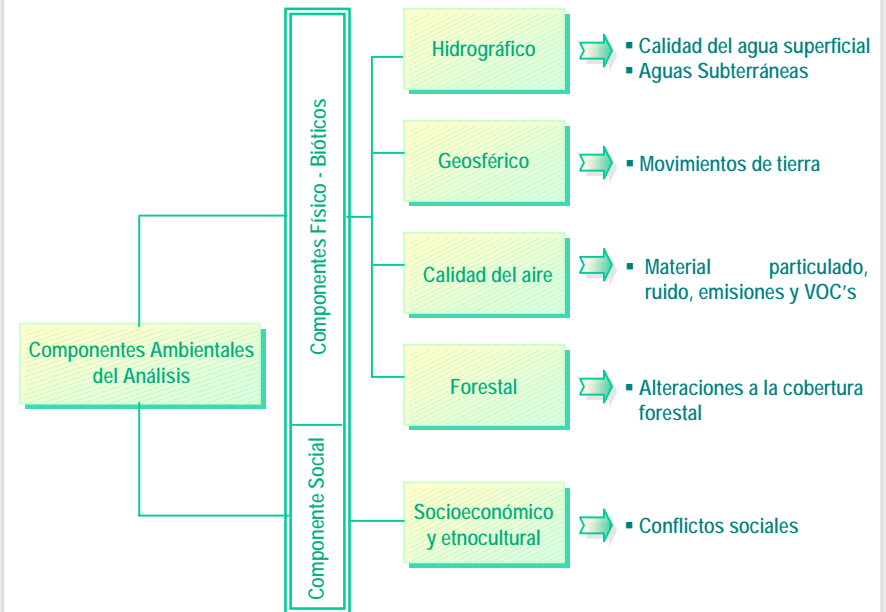 Componentes Ambientales
del Análisis
Componentes Físico - Bióticos
Componente Social
Hidrográfico
▪ Calidad del agua superficial
▪ Aguas Subterráneas
Geosférico
▪ Movimientos de tierra
Calidad del aire
▪ Material particulado,
ruido, emisiones y VOC's
Forestal
▪ Alteraciones a la cobertura
forestal
Socioeconómico
y etnocultural
▪ Conflictos sociales